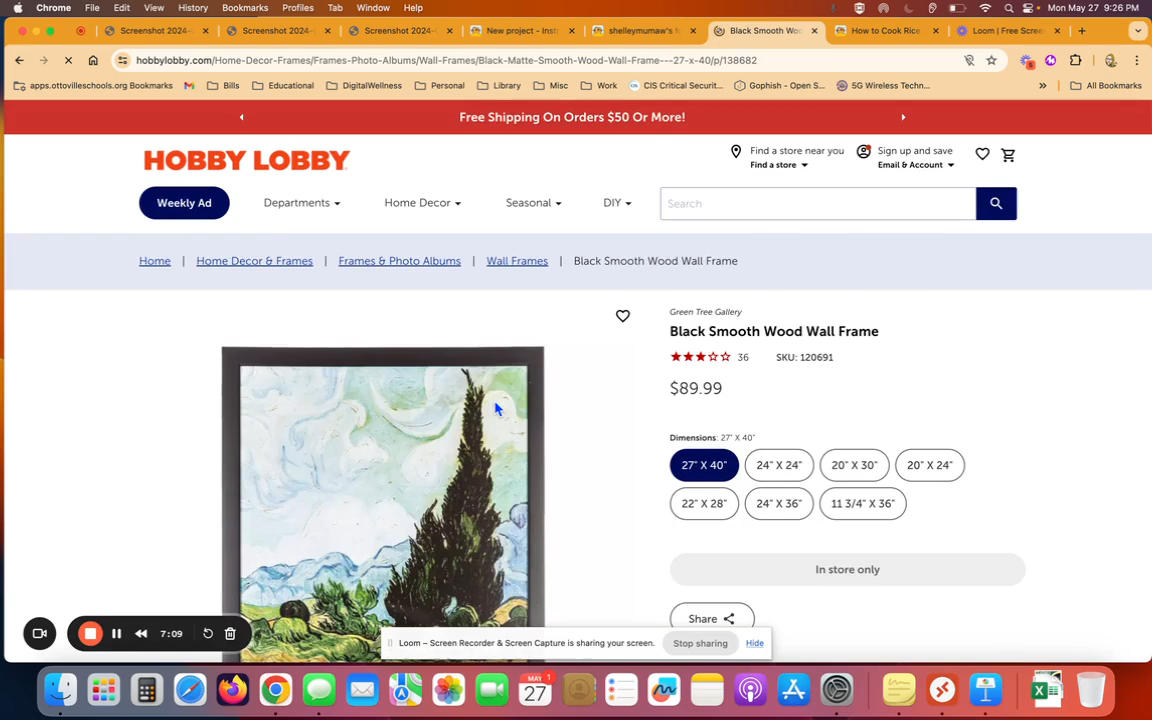 Chrome File Edit View History Bookmarks Profiles Tab Window Help Mon May 27 9:26 PM
Screenshot 2024- Screenshot 2024- Screenshot 2024- New project - Inst shelleymumaw's f Black Smooth Woo How to Cook Rice Loom | Free Scree
hobbylobby.com/Home-Decor-Frames/Frames-Photo-Albums/Wall-Frames/Black-Matte-Smooth-Wood-Wall-Frame---27-x-40/p/138682
apps.ottovilleschools.org Bookmarks Bills Educational DigitalWellness Personal Library Misc Work CIS Critical Securit... Gophish - Open S... 5G Wireless Techn... » All Bookmarks
Free Shipping On Orders $50 Or More!
HOBBY LOBBY
Find a store near you
Find a store
Sign up and save
Email & Account
Weekly Ad Departments Home Decor Seasonal DIY Search
Home | Home Decor & Frames | Frames & Photo Albums | Wall Frames | Black Smooth Wood Wall Frame
Green Tree Gallery
Black Smooth Wood Wall Frame
36 SKU: 120691
$89.99
Dimensions: 27" X 40"
27" X 40" 24" X 24" 20" X 30" 20" X 24"
22" X 28" 24" X 36" 11 3/4" X 36"
In store only
Share
7:09
Loom – Screen Recorder & Screen Capture is sharing your screen. Stop sharing Hide
MAY 1
27